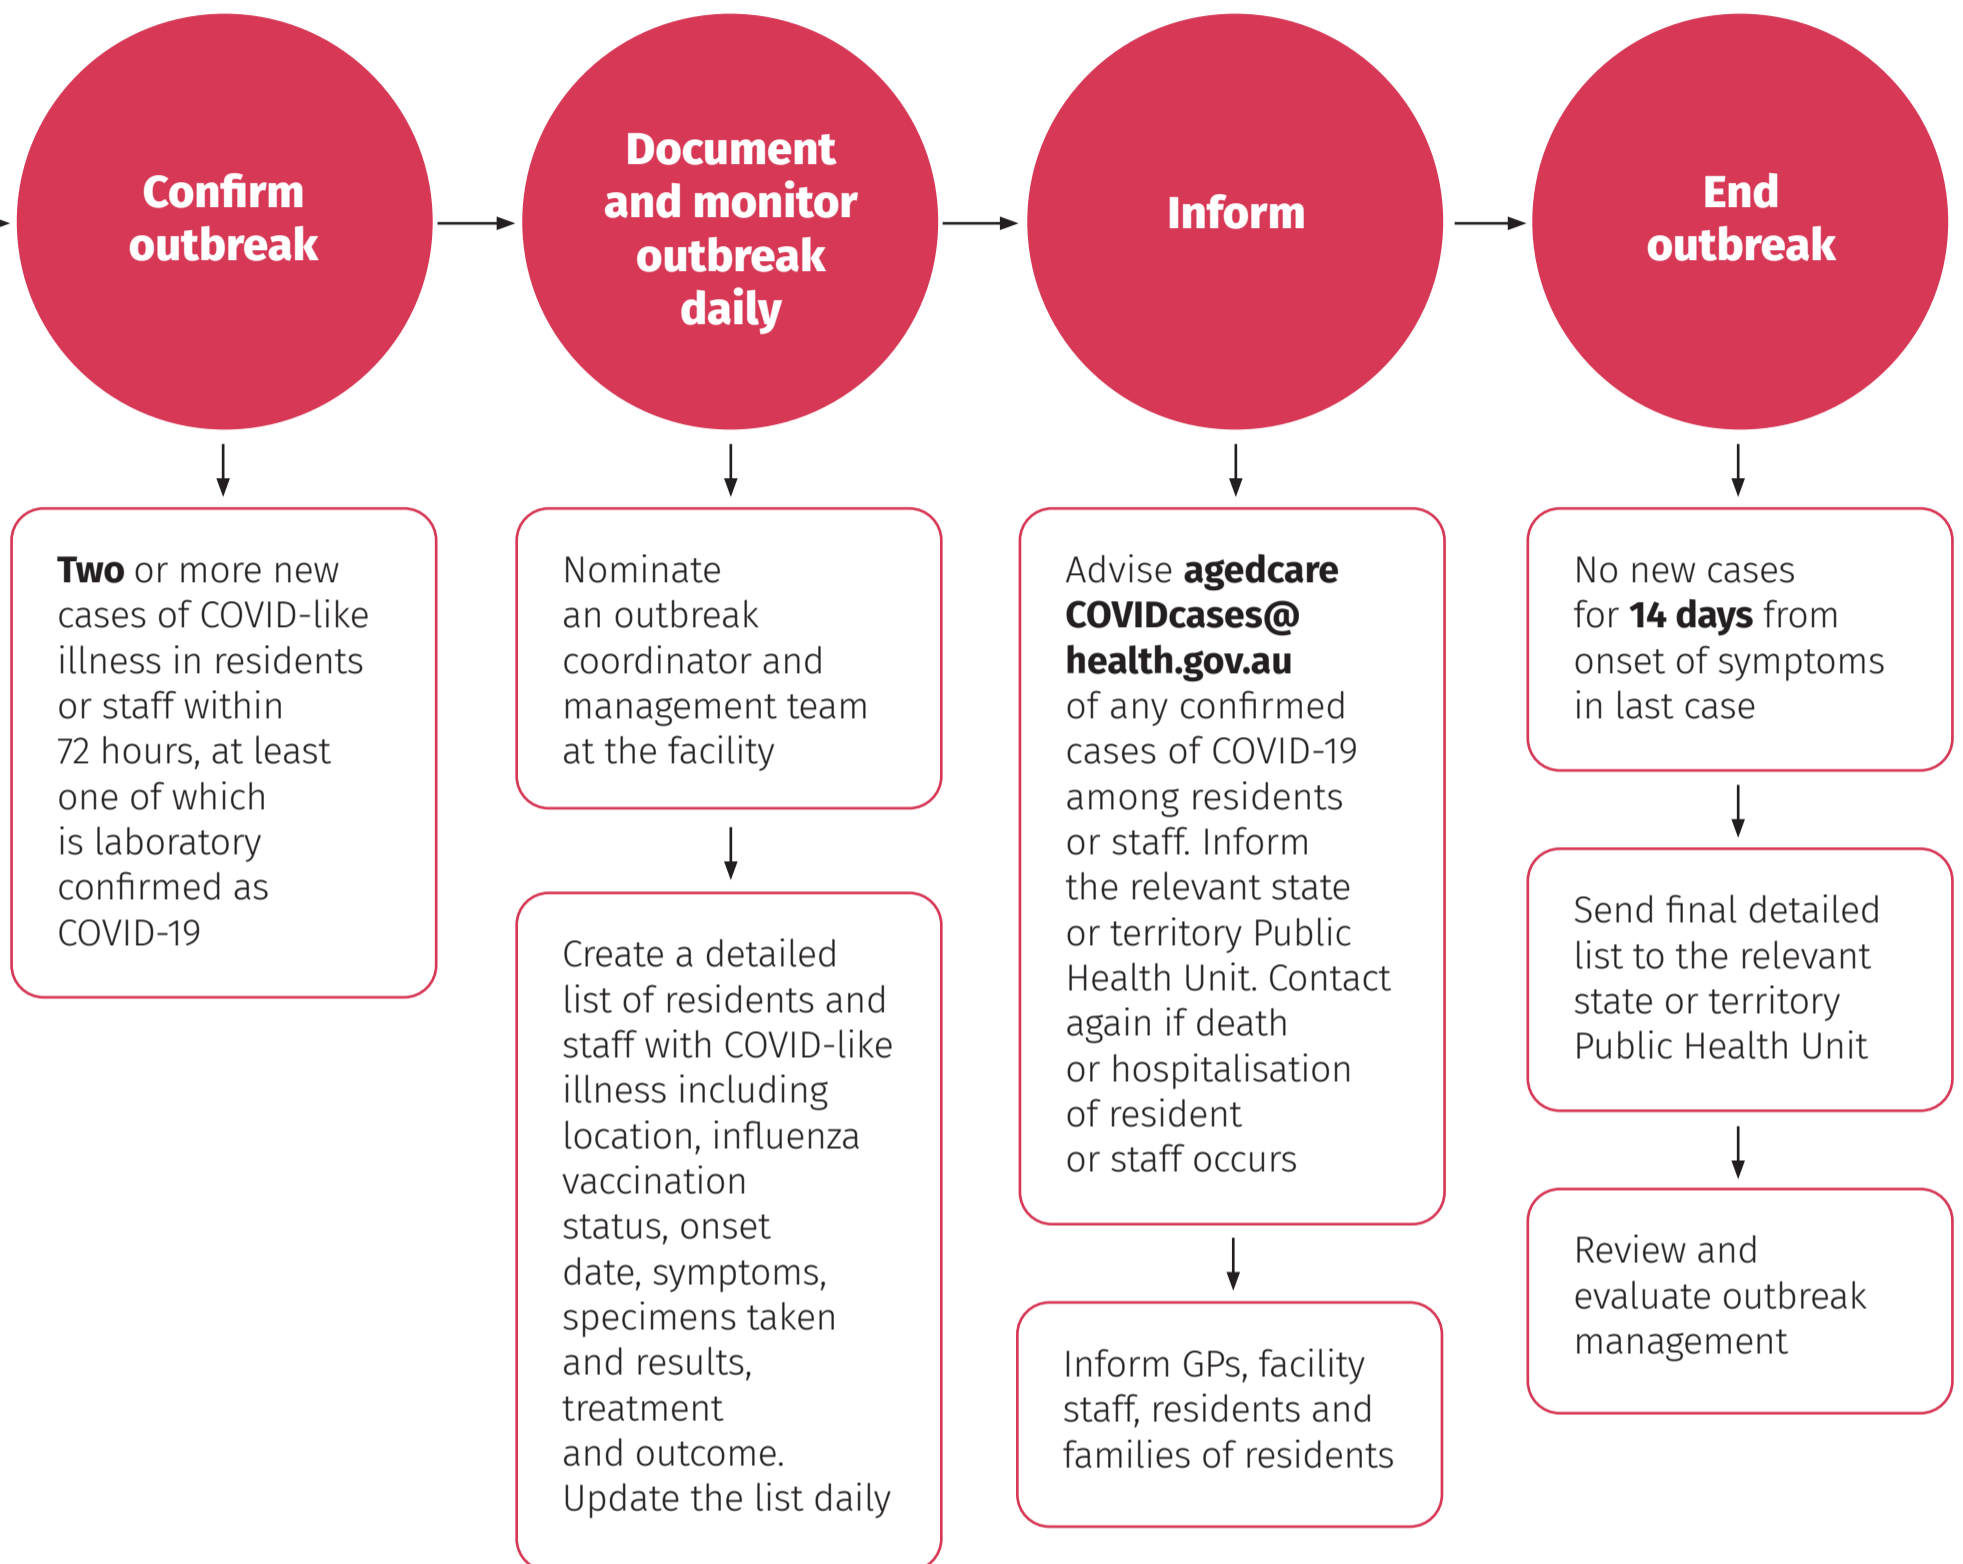 Confirm
outbreak
Two or more new
cases of COVID-like
illness in residents
or staff within
72 hours, at least
one of which
is laboratory
confirmed as
COVID-19
Document
and monitor
outbreak
daily
Nominate
an outbreak
coordinator and
management team
at the facility
Create a detailed
list of residents and
staff with COVID-like
illness including
location, influenza
vaccination
status, onset
date, symptoms,
specimens taken
and results,
treatment
and outcome.
Update the list daily
Inform
Advise agedcare
COVIDcases@
health.gov.au
of any confirmed
cases of COVID-19
among residents
or staff. Inform
the relevant state
or territory Public
Health Unit. Contact
again if death
or hospitalisation
of resident
or staff occurs
Inform GPs, facility
staff, residents and
families of residents
End
outbreak
No new cases
for 14 days from
onset of symptoms
in last case
Send final detailed
list to the relevant
state or territory
Public Health Unit
Review and
evaluate outbreak
management